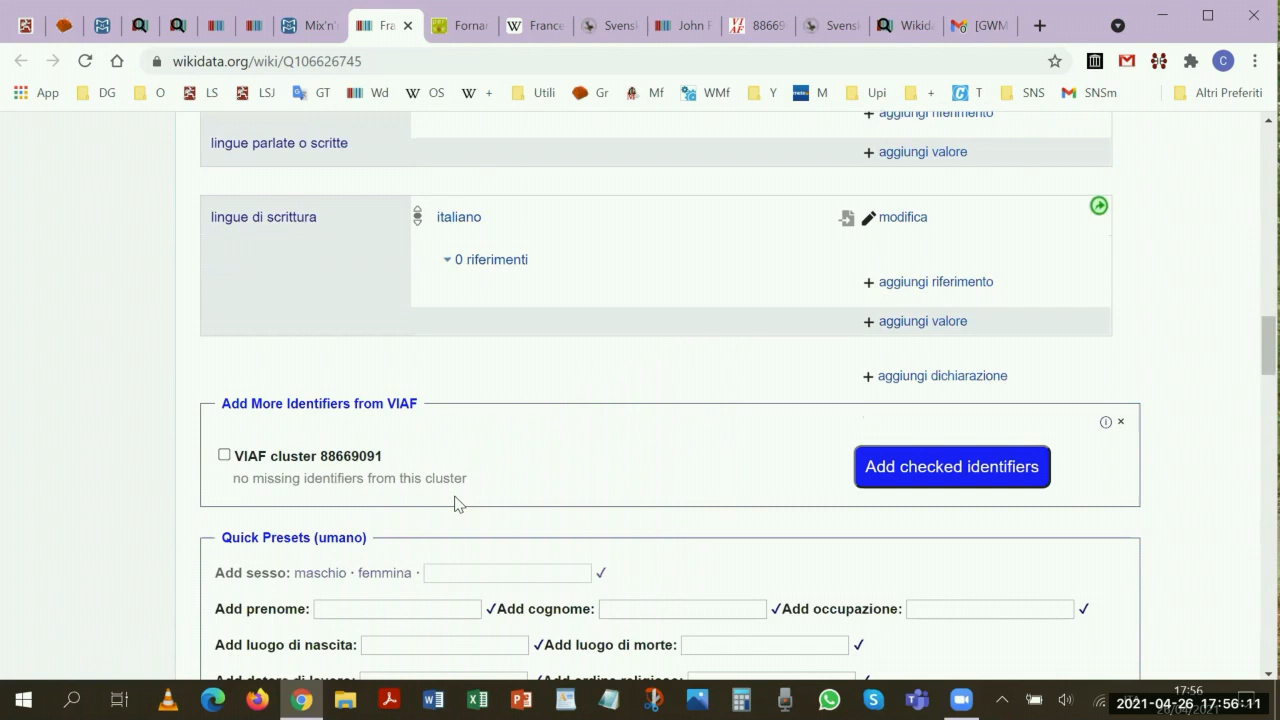 Mix'n'
Fra
Fornac
France
Svensk
John F
88669
Svensk
Wikida
[GWM
wikidata.org/wiki/Q106626745
C
App
DG
O
LS
LSJ
GT
Wd
OS
+
Utili
Gr
Mf
WMf
Y
M
Upi
+
T
SNS
SNSm
Altri Preferiti
+ aggiungi riferimento
lingue parlate o scritte
+ aggiungi valore
lingue di scrittura
italiano
modifica
0 riferimenti
+ aggiungi riferimento
+ aggiungi valore
+ aggiungi dichiarazione
Add More Identifiers from VIAF
VIAF cluster 88669091
no missing identifiers from this cluster
Add checked identifiers
Quick Presets (umano)
Add sesso: maschio · femmina · ✓
Add prenome: ✓Add cognome: ✓Add occupazione: ✓
Add luogo di nascita: ✓Add luogo di morte: ✓
17:56
2021-04-26 17:56:11